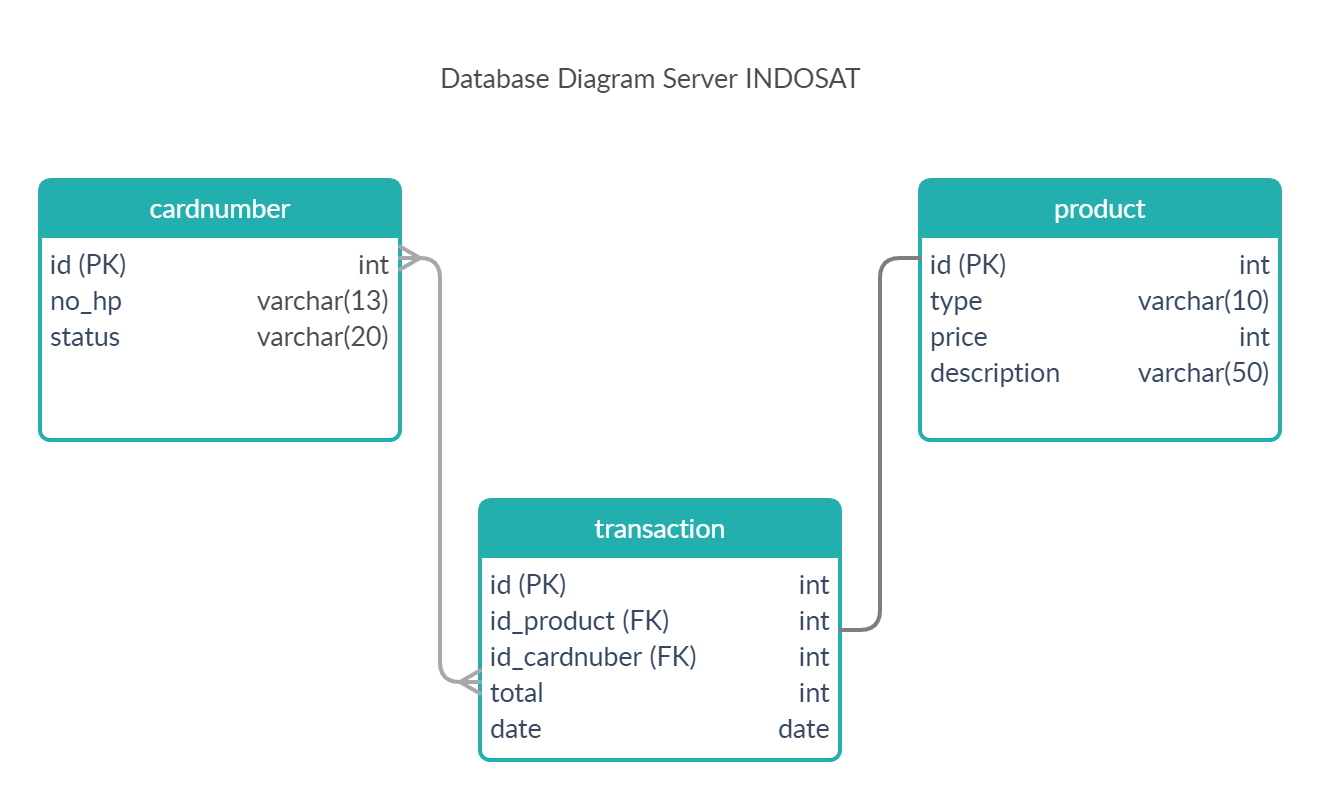 Database Diagram Server INDOSAT
cardnumber
id (PK) int
no_hp varchar(13)
status varchar(20)
product
id (PK) int
type varchar(10)
price int
description varchar(50)
transaction
id (PK) int
id_product (FK) int
id_cardnuber (FK) int
total int
date date